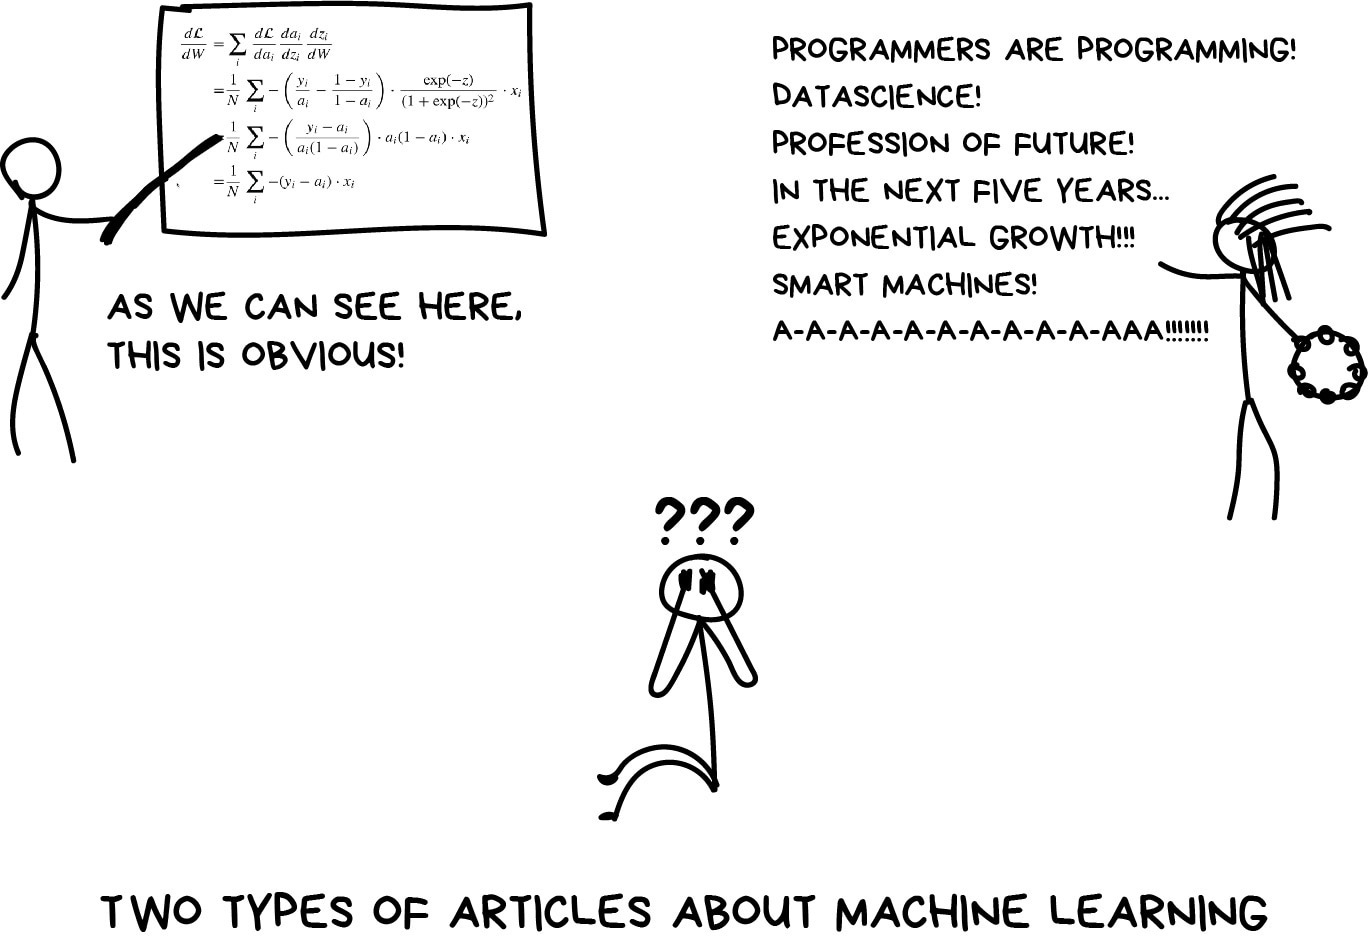 dℒ/dW = ∑_i dℒ/da_i da_i/dz_i dz_i/dW
= 1/N ∑_i −(y_i/a_i − (1 − y_i)/(1 − a_i)) · exp(−z)/(1 + exp(−z))² · x_i
= 1/N ∑_i −((y_i − a_i)/(a_i(1 − a_i))) · a_i(1 − a_i) · x_i
= 1/N ∑_i −(y_i − a_i) · x_i
AS WE CAN SEE HERE,
THIS IS OBVIOUS!
PROGRAMMERS ARE PROGRAMMING!
DATASCIENCE!
PROFESSION OF FUTURE!
IN THE NEXT FIVE YEARS...
EXPONENTIAL GROWTH!!!
SMART MACHINES!
A-A-A-A-A-A-A-A-A-A-AAA!!!!!!!
???
TWO TYPES OF ARTICLES ABOUT MACHINE LEARNING